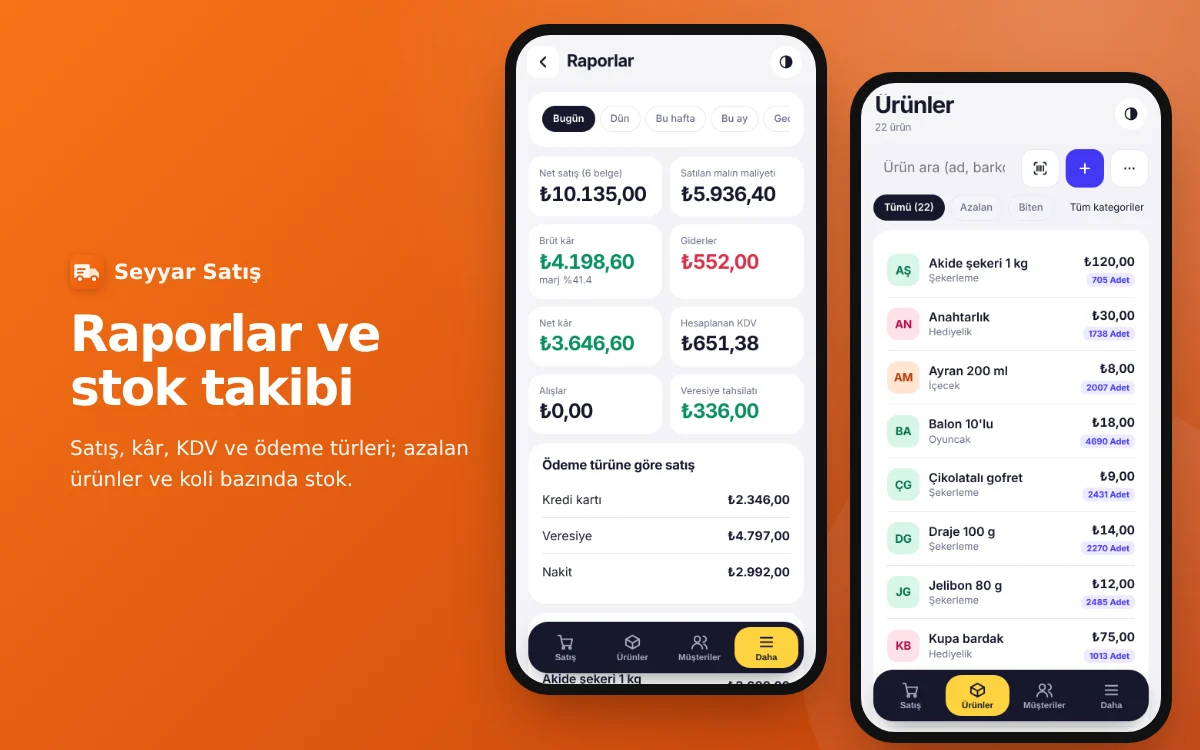 Seyyar Satış
Raporlar ve
stok takibi
Satış, kâr, KDV ve ödeme türleri; azalan
ürünler ve koli bazında stok.
Raporlar
Bugün
Dün
Bu hafta
Bu ay
Net satış (6 belge)
₺10.135,00
Satılan malın maliyeti
₺5.936,40
Brüt kâr
₺4.198,60
marj %41.4
Giderler
₺552,00
Net kâr
₺3.646,60
Hesaplanan KDV
₺651,38
Alışlar
₺0,00
Veresiye tahsilatı
₺336,00
Ödeme türüne göre satış
Kredi kartı ₺2.346,00
Veresiye ₺4.797,00
Nakit ₺2.992,00
Satış
Ürünler
Müşteriler
Daha
Akide şekeri 1 kg
Ürünler
22 ürün
Ürün ara (ad, barko
Tümü (22)
Azalan
Biten
Tüm kategoriler
AŞ
Akide şekeri 1 kg
Şekerleme
₺120,00
705 Adet
AN
Anahtarlık
Hediyelik
₺30,00
1738 Adet
AM
Ayran 200 ml
İçecek
₺8,00
2007 Adet
BA
Balon 10'lu
Oyuncak
₺18,00
4690 Adet
ÇG
Çikolatalı gofret
Şekerleme
₺9,00
2431 Adet
DG
Draje 100 g
Şekerleme
₺14,00
2270 Adet
JG
Jelibon 80 g
Şekerleme
₺12,00
2485 Adet
KB
Kupa bardak
Hediyelik
₺75,00
1013 Adet
Satış
Ürünler
Müşteriler
Daha